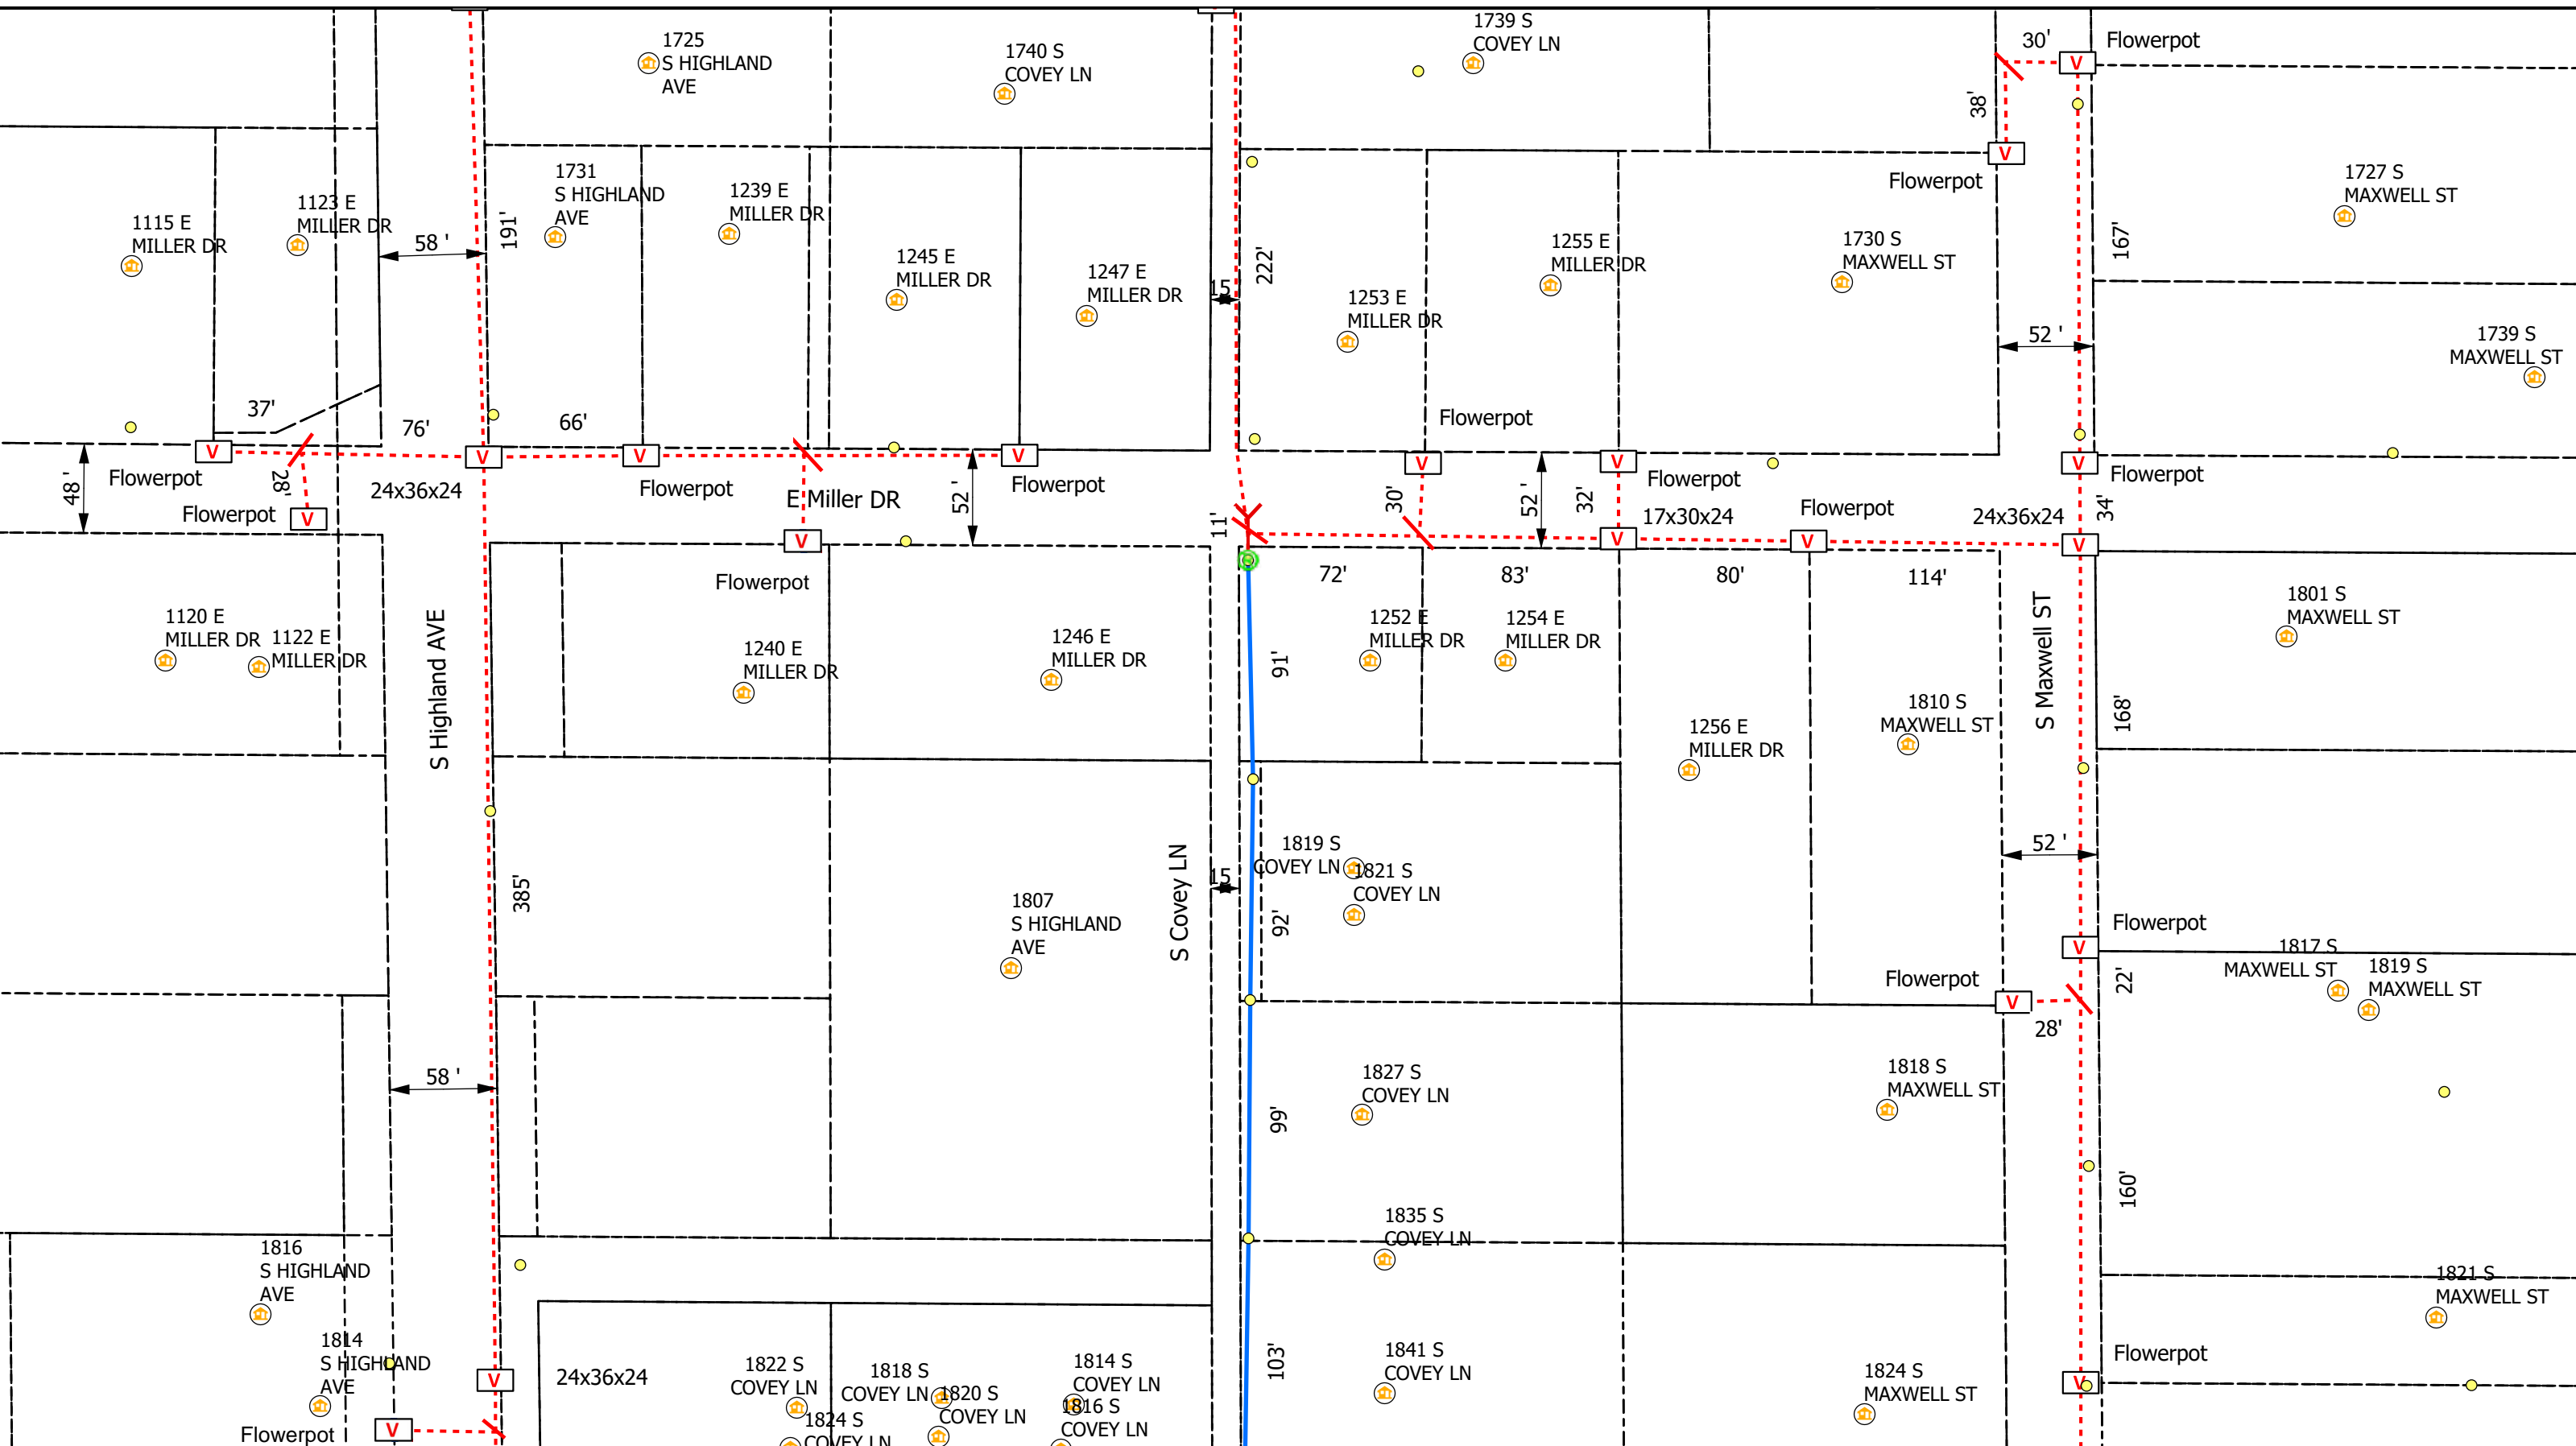 1725
S HIGHLAND
AVE
1740 S
COVEY LN
1739 S
COVEY LN
30'
V
Flowerpot
38'
V
Flowerpot
1115 E
MILLER DR
1123 E
MILLER DR
58 '
191'
1731
S HIGHLAND
AVE
1239 E
MILLER DR
1245 E
MILLER DR
1247 E
MILLER DR
15
222'
1253 E
MILLER DR
1255 E
MILLER DR
1730 S
MAXWELL ST
167'
1727 S
MAXWELL ST
52 '
1739 S
MAXWELL ST
37'
76'
66'
Flowerpot
V
V
V
V
V
V
V
48 '
Flowerpot
28'
24x36x24
Flowerpot
Flowerpot
V
Flowerpot
E Miller DR
52 '
30'
52 '
32'
Flowerpot
Flowerpot
34'
11'
17x30x24
Flowerpot
24x36x24
V
V
V
V
Flowerpot
72'
83'
80'
114'
1120 E
MILLER DR
1122 E
MILLER DR
S Highland AVE
1240 E
MILLER DR
1246 E
MILLER DR
91'
1252 E
MILLER DR
1254 E
MILLER DR
1256 E
MILLER DR
1810 S
MAXWELL ST
S Maxwell ST
168'
1801 S
MAXWELL ST
385'
1807
S HIGHLAND
AVE
S Covey LN
15
1819 S
COVEY LN
1821 S
COVEY LN
92'
52 '
Flowerpot
V
1817 S
MAXWELL ST
1819 S
MAXWELL ST
22'
Flowerpot
V
28'
58 '
99'
1827 S
COVEY LN
1818 S
MAXWELL ST
160'
1835 S
COVEY LN
1816
S HIGHLAND
AVE
1814
S HIGHLAND
AVE
1821 S
MAXWELL ST
V
24x36x24
1822 S
COVEY LN
1824 S
COVEY LN
1818 S
COVEY LN
1820 S
COVEY LN
1814 S
COVEY LN
1816 S
COVEY LN
103'
1841 S
COVEY LN
1824 S
MAXWELL ST
Flowerpot
V
Flowerpot
V